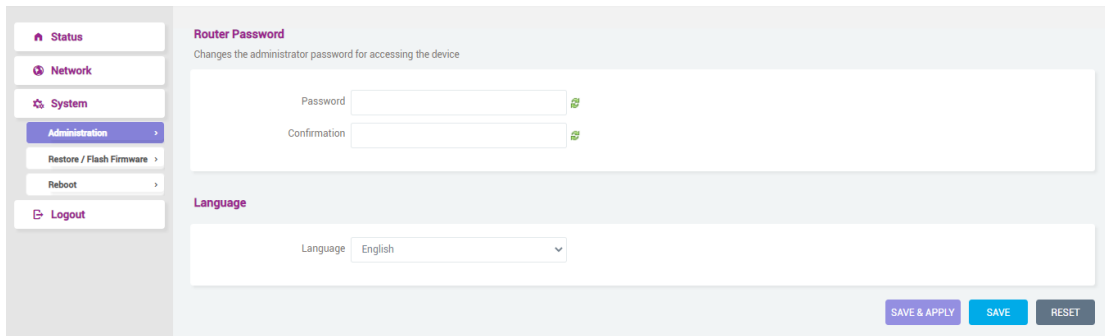 Status
Network
System
Administration
Restore / Flash Firmware
Reboot
Logout
Router Password
Changes the administrator password for accessing the device
Password
Confirmation
Language
Language English
SAVE & APPLY SAVE RESET